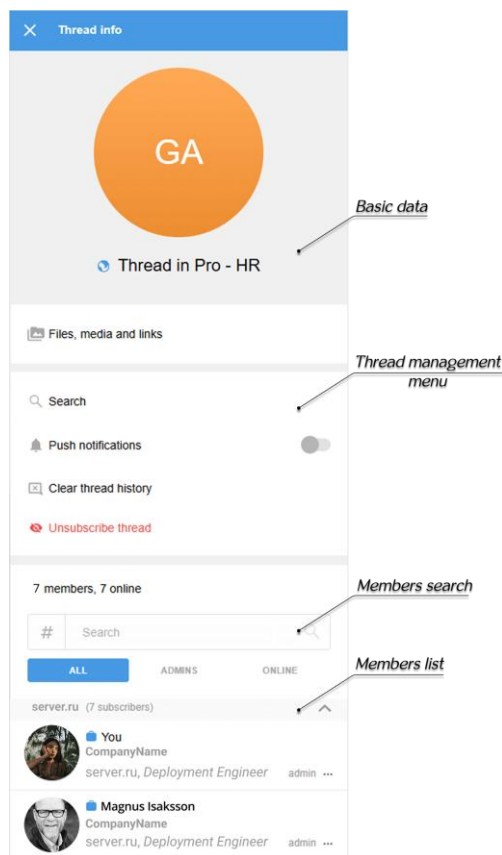 Thread info
GA
Basic data
Thread in Pro - HR
Files, media and links
Thread management
menu
Search
Push notifications
Clear thread history
Unsubscribe thread
Members search
7 members, 7 online
# Search
Members list
ALL ADMINS ONLINE
server.ru (7 subscribers)
You
CompanyName
server.ru, Deployment Engineer admin •••
Magnus Isaksson
CompanyName
server.ru, Deployment Engineer admin •••